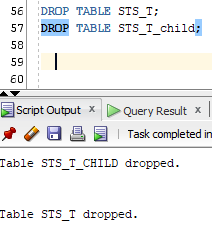 56 DROP TABLE STS_T;
57 DROP TABLE STS_T_child;
58
59
60
Script Output x Query Result x
Task completed in
Table STS_T_CHILD dropped.
Table STS_T dropped.